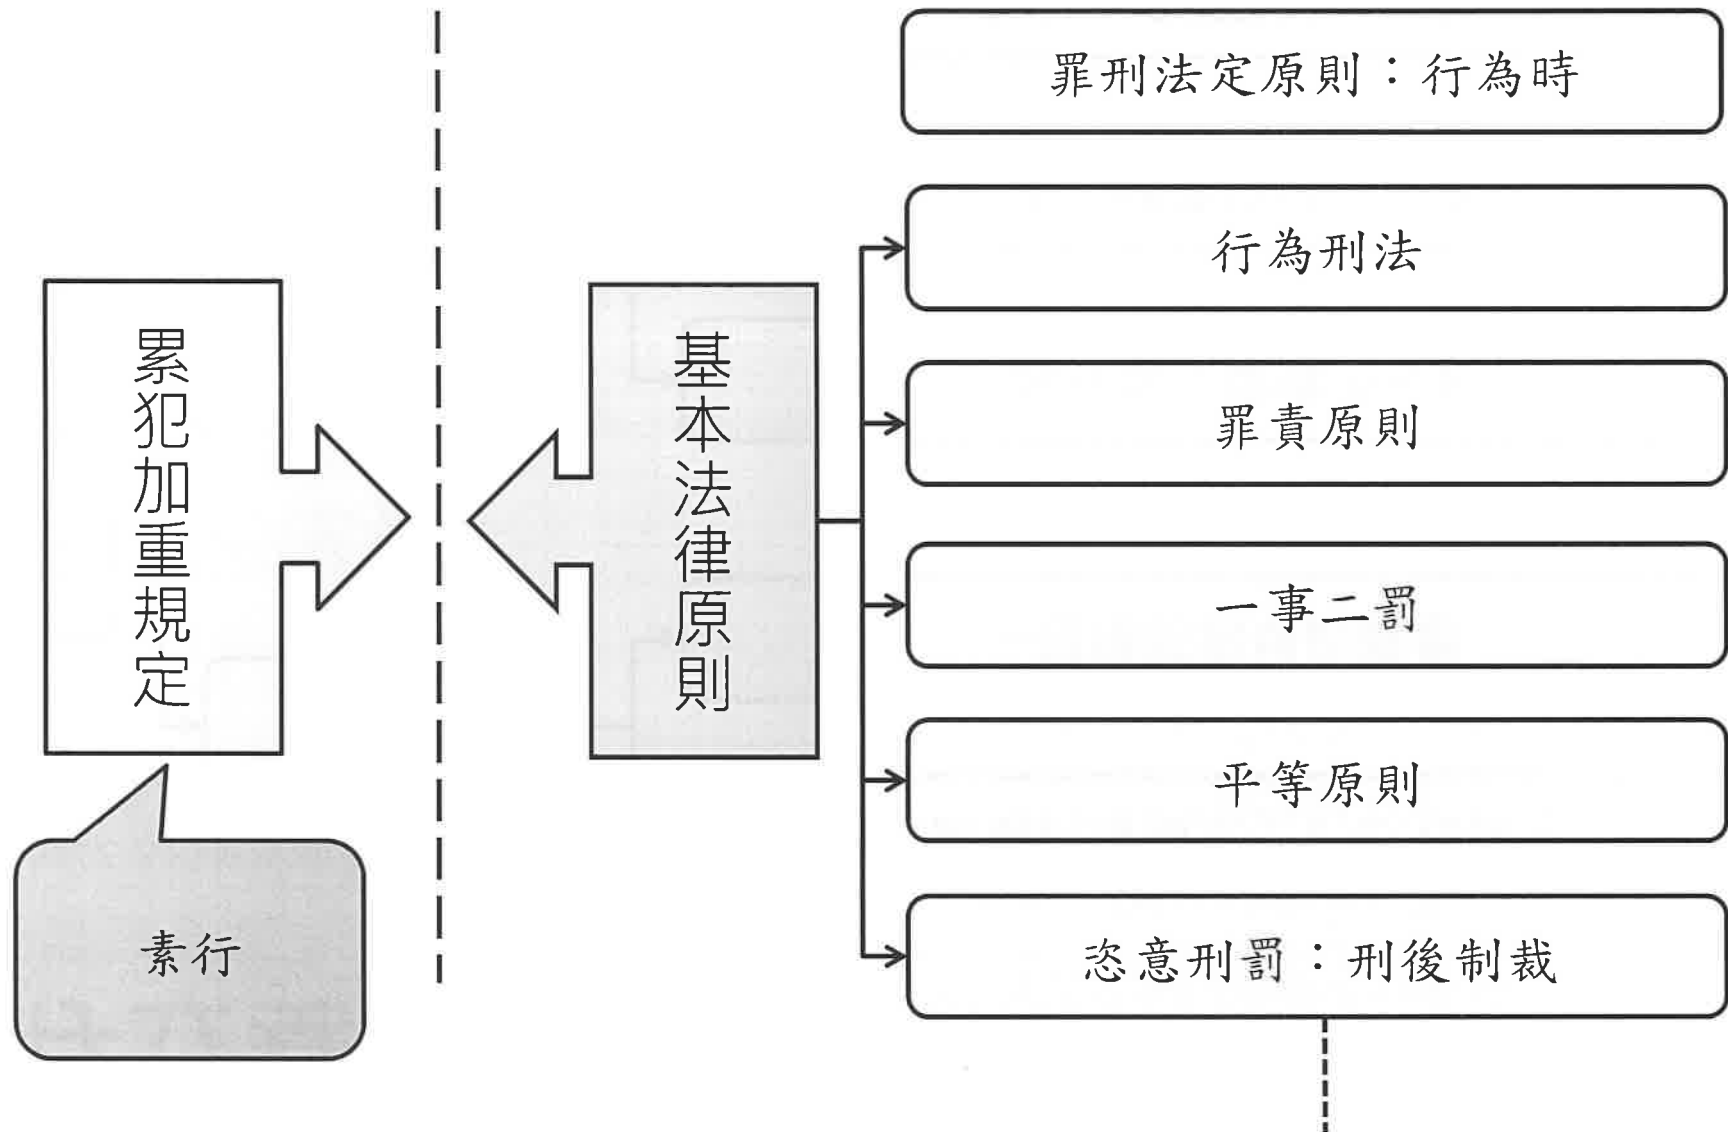 累犯加重規定
素行
基本法律原則
罪刑法定原則：行為時
行為刑法
罪責原則
一事二罰
平等原則
恣意刑罰：刑後制裁